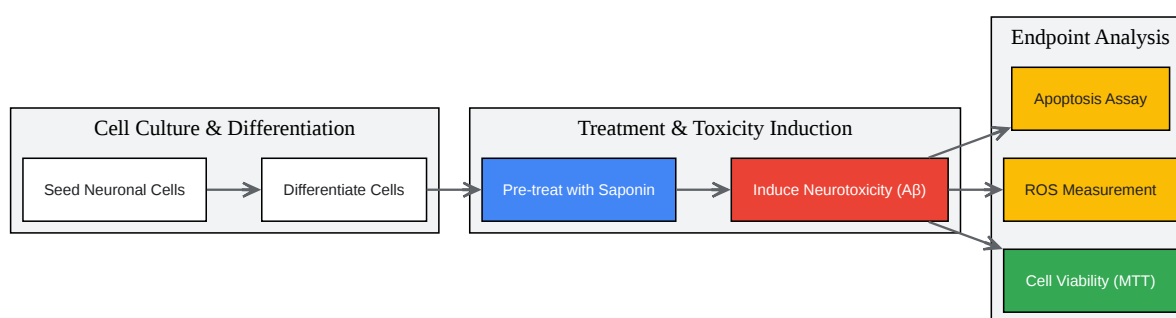 Cell Culture & Differentiation
Seed Neuronal Cells
Differentiate Cells
Treatment & Toxicity Induction
Pre-treat with Saponin
Induce Neurotoxicity (Aβ)
Endpoint Analysis
Apoptosis Assay
ROS Measurement
Cell Viability (MTT)